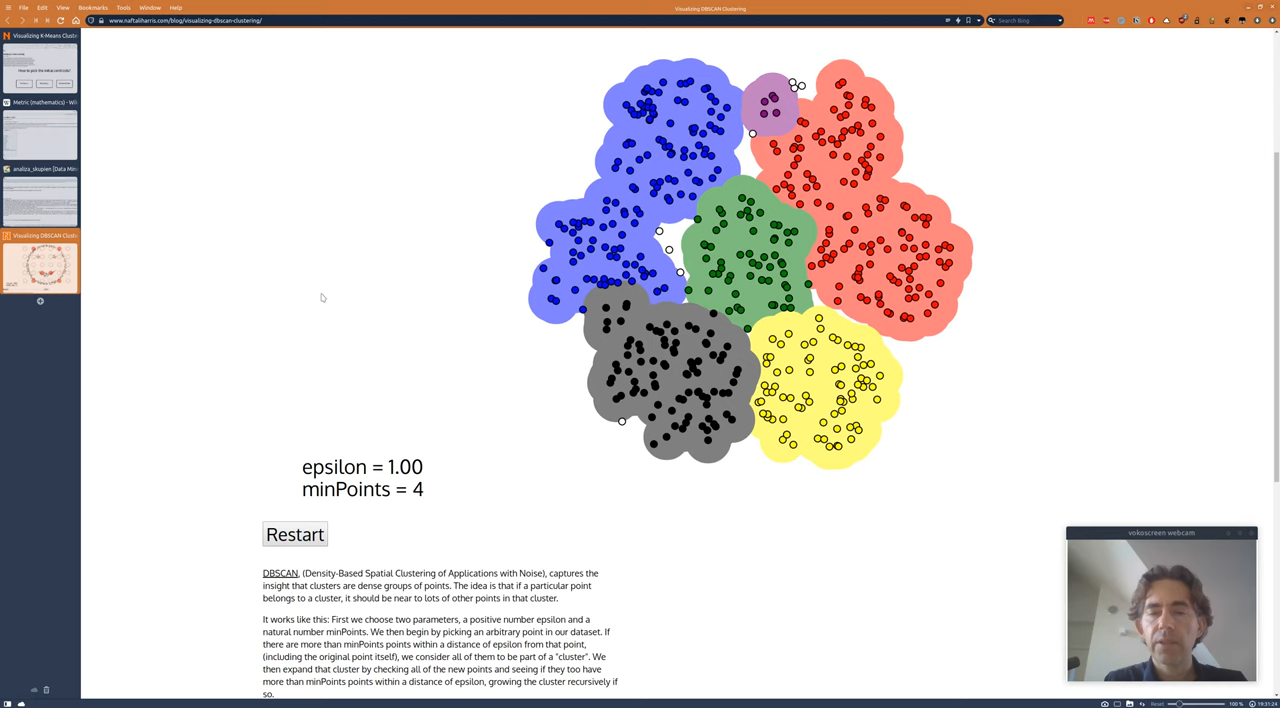 File Edit View Bookmarks Tools Window Help
Visualizing DBSCAN Clustering
www.naftaliharris.com/blog/visualizing-dbscan-clustering/
Search Bing
Visualizing K-Means Clust
Metric (mathematics) - Wi
analiza_skupien [Data Min
Visualizing DBSCAN Clust
epsilon = 1.00
minPoints = 4
Restart
DBSCAN, (Density-Based Spatial Clustering of Applications with Noise), captures the
insight that clusters are dense groups of points. The idea is that if a particular point
belongs to a cluster, it should be near to lots of other points in that cluster.
It works like this: First we choose two parameters, a positive number epsilon and a
natural number minPoints. We then begin by picking an arbitrary point in our dataset. If
there are more than minPoints points within a distance of epsilon from that point,
(including the original point itself), we consider all of them to be part of a "cluster". We
then expand that cluster by checking all of the new points and seeing if they too have
more than minPoints points within a distance of epsilon, growing the cluster recursively if
so.
vokoscreen webcam
Reset
100 %
19:31:24